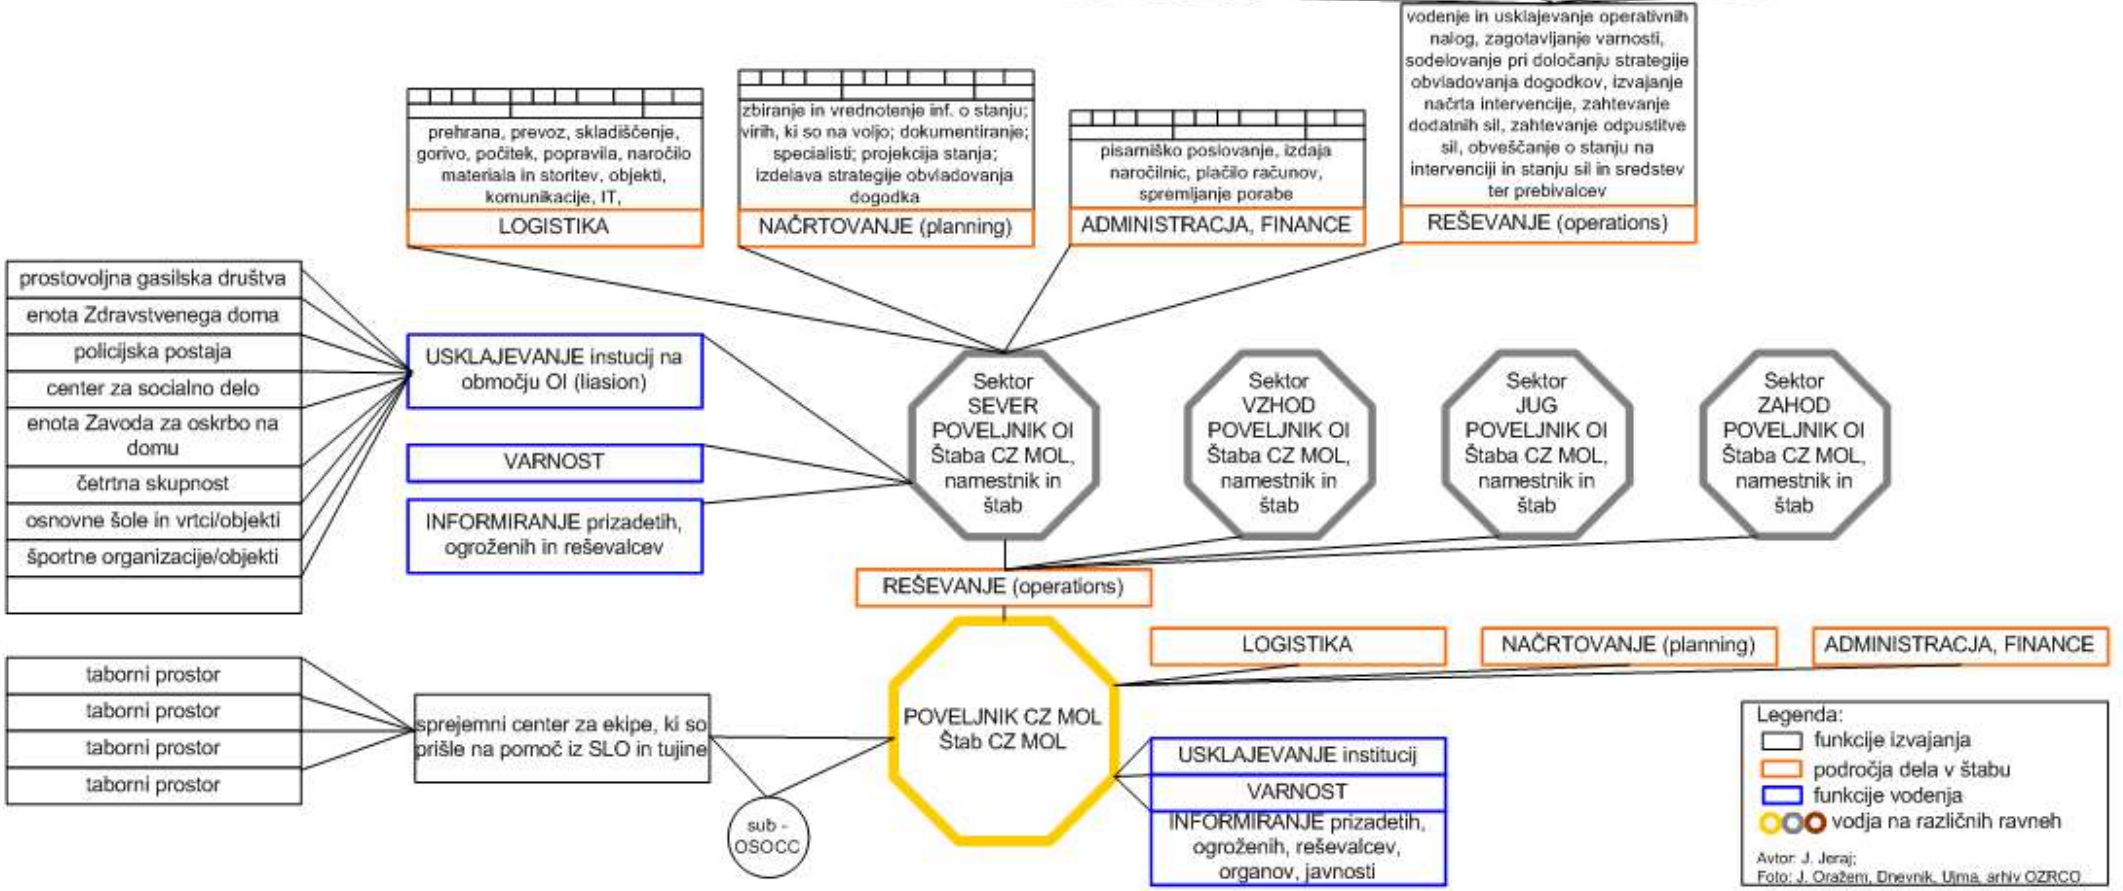 vodenje in usklajevanje operativnih
nalog, zagotavljanje varnosti,
sodelovanje pri določanju strategije
obvladovanja dogodkov, izvajanje
načrta intervencije, zahtevanje
dodatnih sil, zahtevanje odpustitve
sil, obveščanje o stanju na
intervenciji in stanju sil in sredstev
ter prebivalcev
REŠEVANJE (operations)
prehrana, prevoz, skladiščenje,
gorivo, počitek, popravila, naročilo
materiala in storitev, objekti,
komunikacije, IT,
LOGISTIKA
zbiranje in vrednotenje inf. o stanju;
virih, ki so na voljo; dokumentiranje;
specialisti; projekcija stanja;
izdelava strategije obvladovanja
dogodka
NAČRTOVANJE (planning)
pisarniško poslovanje, izdaja
naročilnic, plačilo računov,
spremljanje porabe
ADMINISTRACJA, FINANCE
prostovoljna gasilska društva
enota Zdravstvenega doma
policijska postaja
center za socialno delo
enota Zavoda za oskrbo na
domu
četrtna skupnost
osnovne šole in vrtci/objekti
športne organizacije/objekti
USKLAJEVANJE instucij na
območju OI (liasion)
VARNOST
INFORMIRANJE prizadetih,
ogroženih in reševalcev
Sektor
SEVER
POVELJNIK OI
Štaba CZ MOL,
namestnik in
štab
Sektor
VZHOD
POVELJNIK OI
Štaba CZ MOL,
namestnik in
štab
Sektor
JUG
POVELJNIK OI
Štaba CZ MOL,
namestnik in
štab
Sektor
ZAHOD
POVELJNIK OI
Štaba CZ MOL,
namestnik in
štab
REŠEVANJE (operations)
LOGISTIKA
NAČRTOVANJE (planning)
ADMINISTRACJA, FINANCE
taborni prostor
taborni prostor
taborni prostor
taborni prostor
sprejemni center za ekipe, ki so
prišle na pomoč iz SLO in tujine
sub -
OSOCC
POVELJNIK CZ MOL
Štab CZ MOL
USKLAJEVANJE institucij
VARNOST
INFORMIRANJE prizadetih,
ogroženih, reševalcev,
organov, javnosti
Legenda:
funkcije izvajanja
področja dela v štabu
funkcije vodenja
vodja na različnih ravneh
Avtor: J. Jeraj;
Foto: J. Oražem, Dnevnik, Ujma, arhiv OZRCO